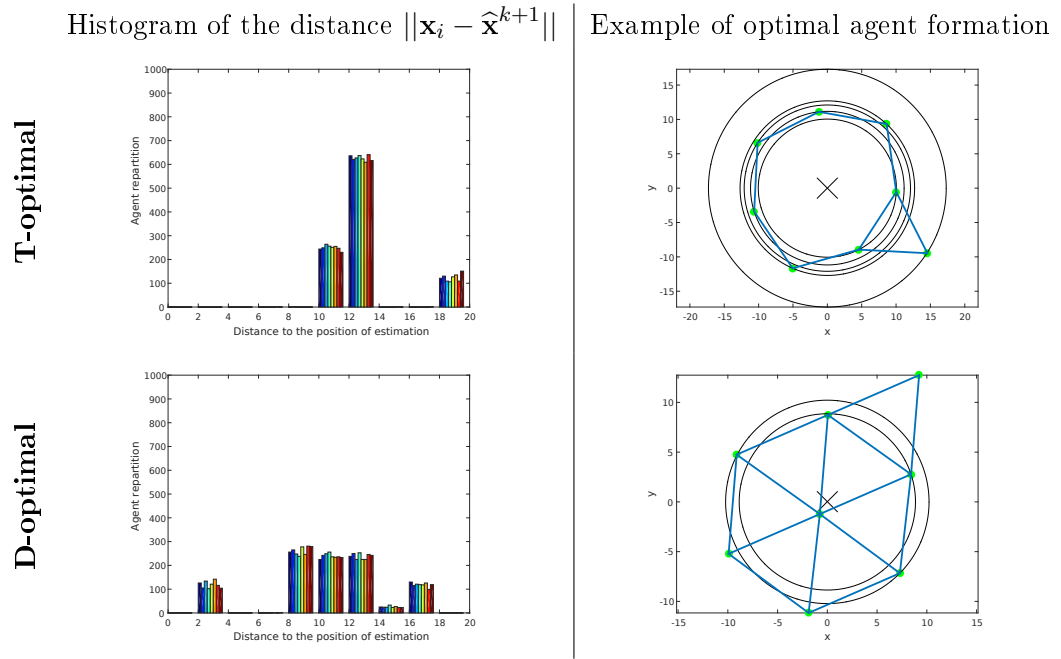 Histogram of the distance ||x_i − x̂^{k+1}||
Example of optimal agent formation
T-optimal
Agent repartition
1000
900
800
700
600
500
400
300
200
100
0
0 2 4 6 8 10 12 14 16 18 20
Distance to the position of estimation
y
15
10
5
0
-5
-10
-15
-20 -15 -10 -5 0 5 10 15 20
x
D-optimal
Agent repartition
1000
900
800
700
600
500
400
300
200
100
0
0 2 4 6 8 10 12 14 16 18 20
Distance to the position of estimation
y
10
5
0
-5
-10
-15 -10 -5 0 5 10 15
x